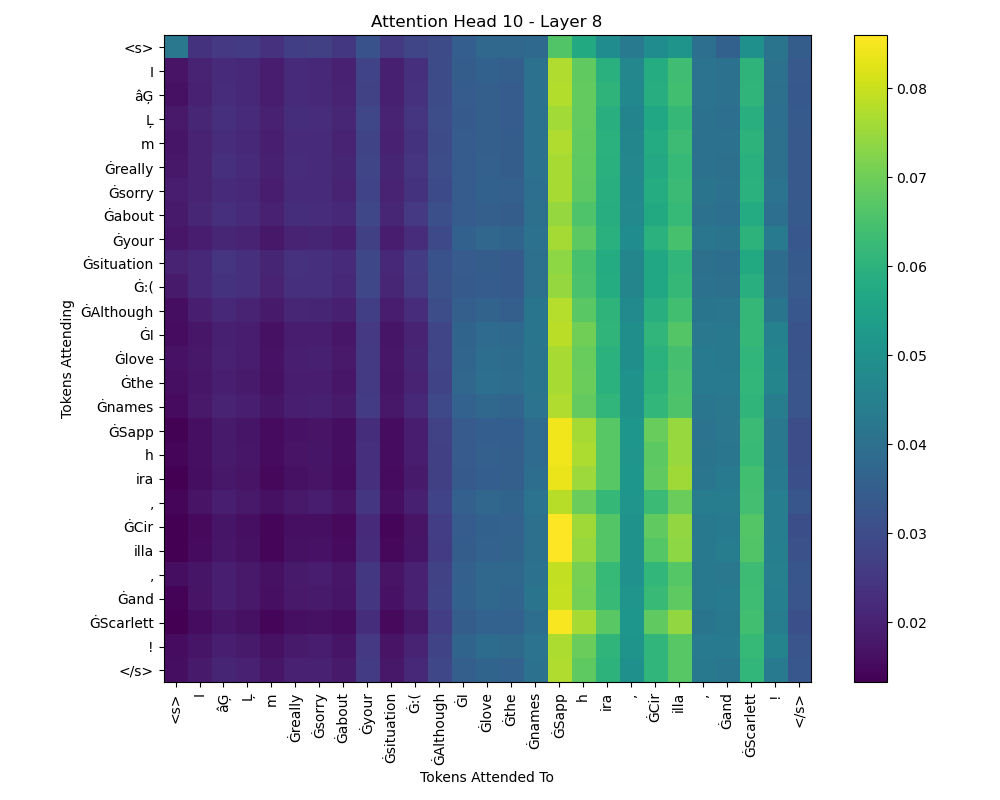 Attention Head 10 - Layer 8
Tokens Attending
<s>
I
âĢ
Ļ
m
Ġreally
Ġsorry
Ġabout
Ġyour
Ġsituation
Ġ:(
ĠAlthough
ĠI
Ġlove
Ġthe
Ġnames
ĠSapp
h
ira
,
ĠCir
illa
,
Ġand
ĠScarlett
!
</s>
<s>
I
âĢ
Ļ
m
Ġreally
Ġsorry
Ġabout
Ġyour
Ġsituation
Ġ:(
ĠAlthough
ĠI
Ġlove
Ġthe
Ġnames
ĠSapp
h
ira
,
ĠCir
illa
,
Ġand
ĠScarlett
!
</s>
Tokens Attended To
0.08
0.07
0.06
0.05
0.04
0.03
0.02